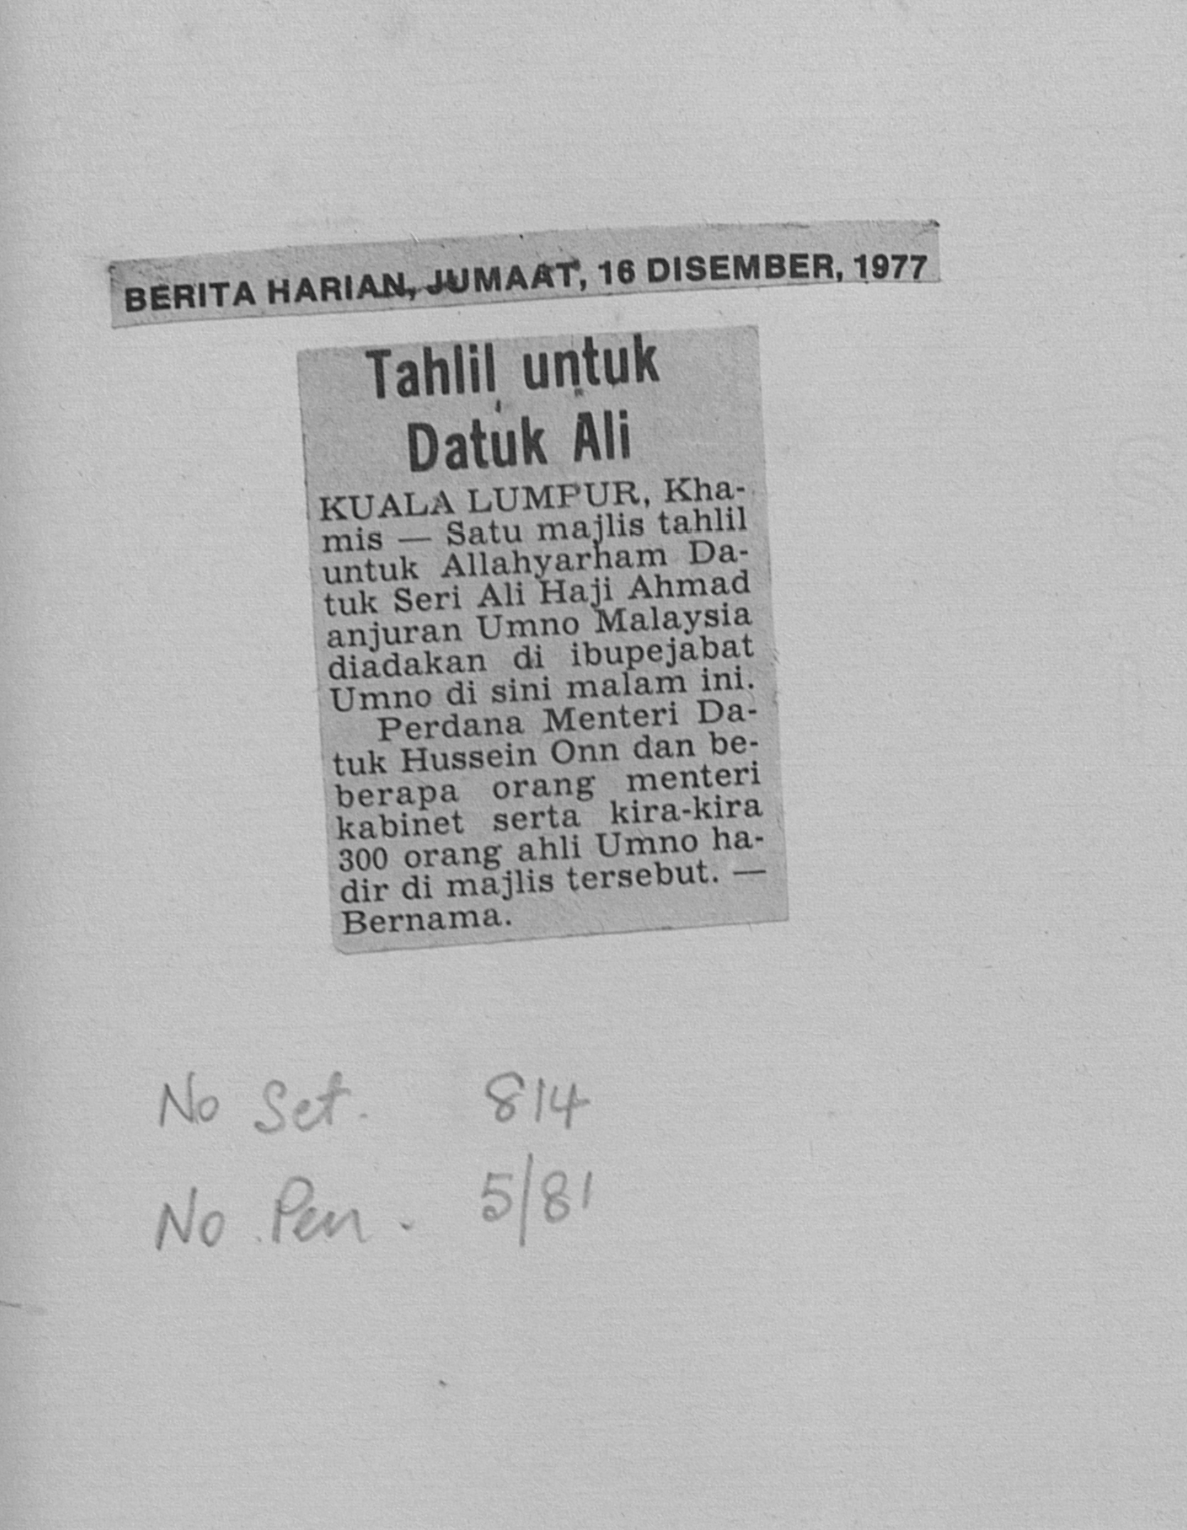 BERITA HARIAN, JUMAAT, 16 DISEMBER, 1977
Tahlil untuk
Datuk Ali
KUALA LUMPUR, Kha-
mis — Satu majlis tahlil
untuk Allahyarham Da-
tuk Seri Ali Haji Ahmad
anjuran Umno Malaysia
diadakan di ibupejabat
Umno di sini malam ini.
Perdana Menteri Da-
tuk Hussein Onn dan be-
berapa orang menteri
kabinet serta kira-kira
300 orang ahli Umno ha-
dir di majlis tersebut. —
Bernama.
No Set. 814
No Pen. 5/81